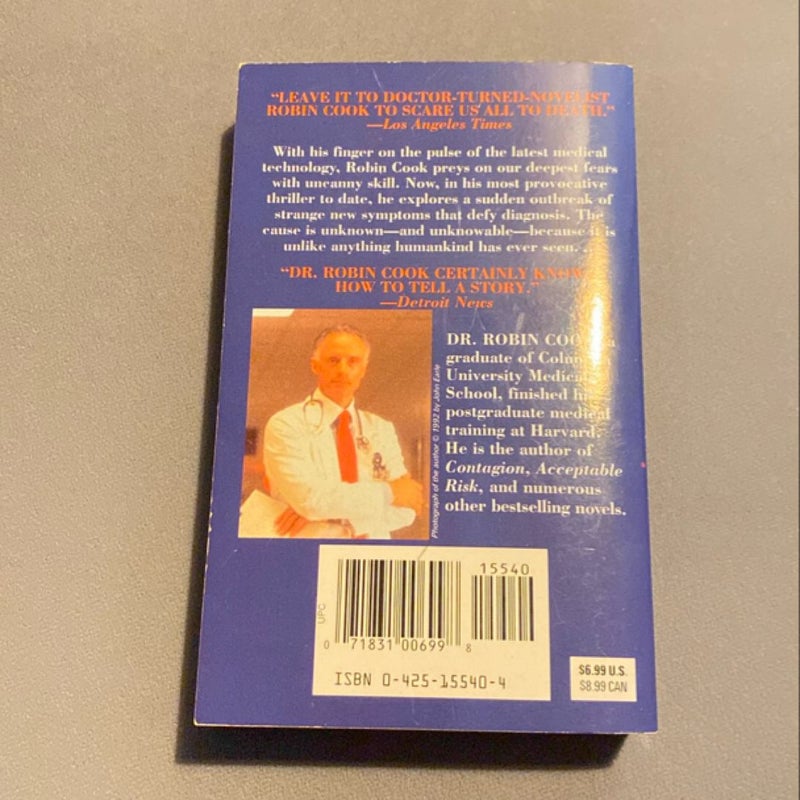 “LEAVE IT TO DOCTOR-TURNED-NOVELIST
ROBIN COOK TO SCARE US ALL TO DEATH.”
—Los Angeles Times
With his finger on the pulse of the latest medical
technology, Robin Cook preys on our deepest fears
with uncanny skill. Now, in his most provocative
thriller to date, he explores a sudden outbreak of
strange new symptoms that defy diagnosis. The
cause is unknown—and unknowable—because it is
unlike anything humankind has ever seen. . .
“DR. ROBIN COOK CERTAINLY KNOWS
HOW TO TELL A STORY.”
—Detroit News
DR. ROBIN COOK, a
graduate of Columbia
University Medical
School, finished his
postgraduate medical
training at Harvard.
He is the author of
Contagion, Acceptable
Risk, and numerous
other bestselling novels.
Photograph of the author © 1992 by John Earle
UPC
15540
0 71831 00699 8
ISBN 0-425-15540-4
$6.99 U.S.
$8.99 CAN